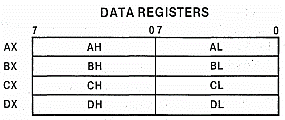 DATA REGISTERS
7 0 7 0
AX AH AL
BX BH BL
CX CH CL
DX DH DL